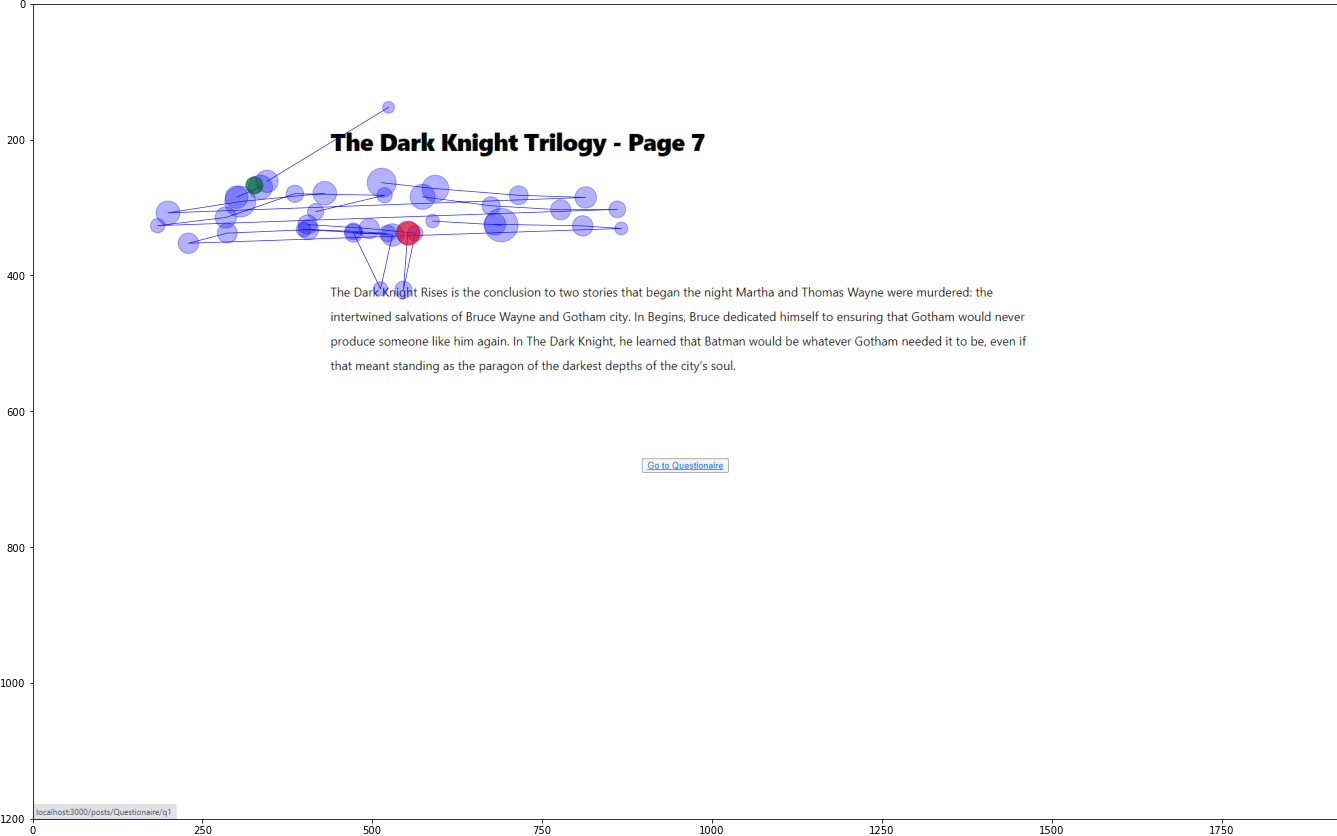 0
200
The Dark Knight Trilogy - Page 7
400
The Dark Knight Rises is the conclusion to two stories that began the night Martha and Thomas Wayne were murdered: the
intertwined salvations of Bruce Wayne and Gotham city. In Begins, Bruce dedicated himself to ensuring that Gotham would never
produce someone like him again. In The Dark Knight, he learned that Batman would be whatever Gotham needed it to be, even if
that meant standing as the paragon of the darkest depths of the city’s soul.
600
Go to Questionaire
800
1000
localhost:3000/posts/Questionaire/q1
1200
0 250 500 750 1000 1250 1500 1750